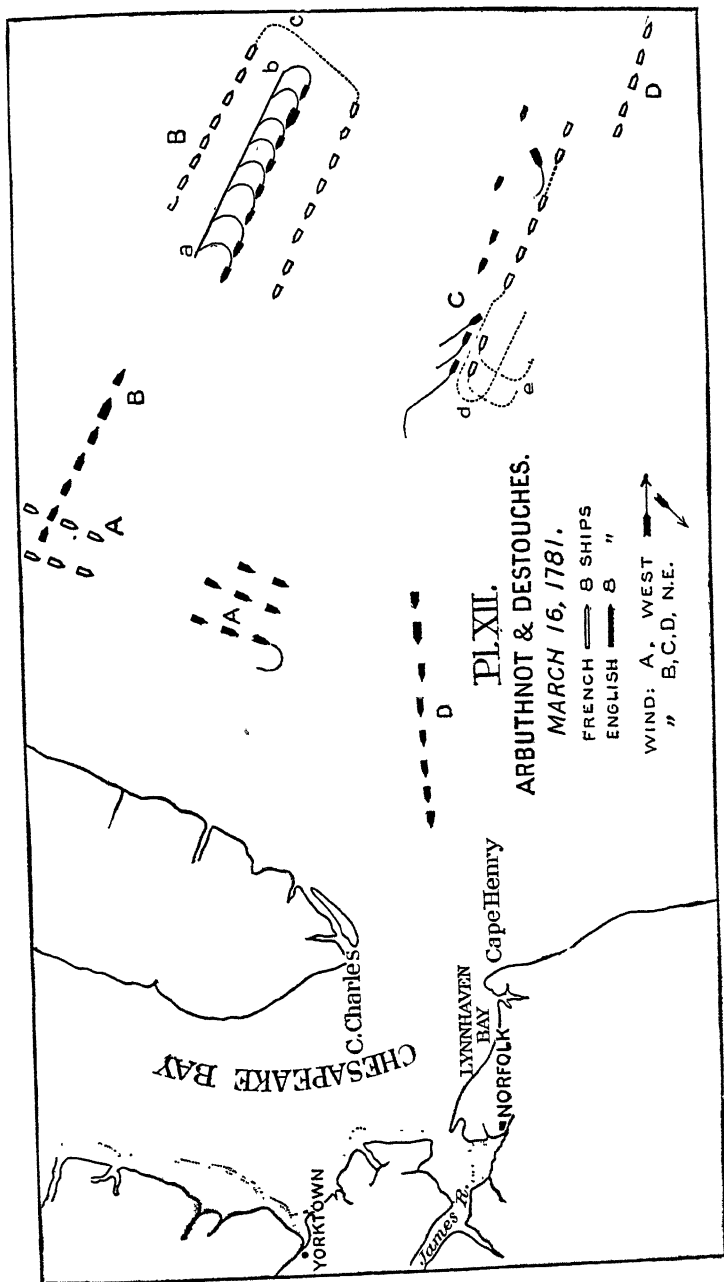 Pl. XII.
ARBUTHNOT & DESTOUCHES.
MARCH 16, 1781.
FRENCH 8 SHIPS
ENGLISH 8 "
WIND: A, WEST
" B, C, D, N.E.
A
B
A
B
a
b
c
C
d
e
D
D
CHESAPEAKE BAY
C. Charles
Cape Henry
LYNNHAVEN
BAY
NORFOLK
James R.
YORKTOWN